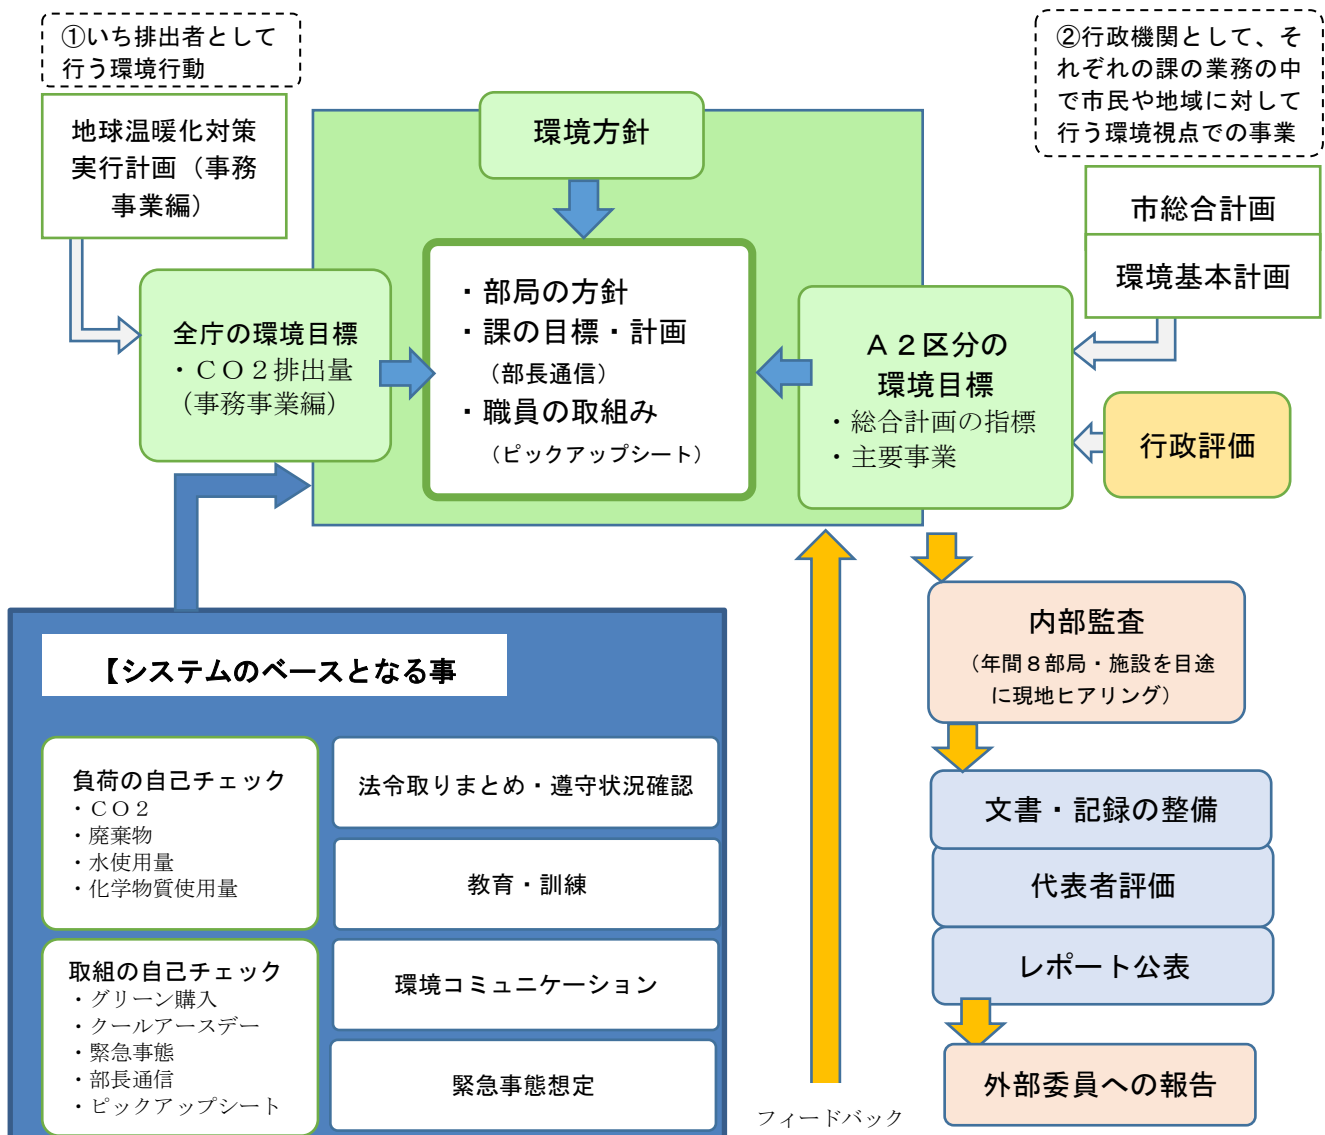 ①いち排出者として
行う環境行動
地球温暖化対策
実行計画（事務
事業編）
環境方針
②行政機関として、そ
れぞれの課の業務の中
で市民や地域に対して
行う環境視点での事業
市総合計画
環境基本計画
全庁の環境目標
・ＣＯ２排出量
（事務事業編）
・部局の方針
・課の目標・計画
（部長通信）
・職員の取組み
（ピックアップシート）
Ａ２区分の
環境目標
・総合計画の指標
・主要事業
行政評価
内部監査
（年間８部局・施設を目途
に現地ヒアリング）
文書・記録の整備
代表者評価
レポート公表
外部委員への報告
フィードバック
【システムのベースとなる事
負荷の自己チェック
・ＣＯ２
・廃棄物
・水使用量
・化学物質使用量
取組の自己チェック
・グリーン購入
・クールアースデー
・緊急事態
・部長通信
・ピックアップシート
法令取りまとめ・遵守状況確認
教育・訓練
環境コミュニケーション
緊急事態想定